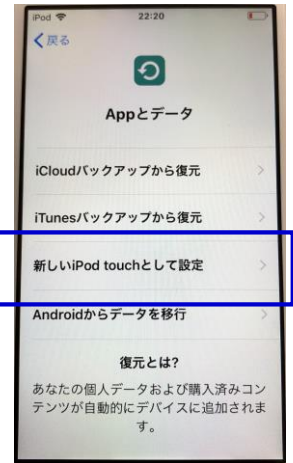 iPod 22:20
戻る
Appとデータ
iCloudバックアップから復元
iTunesバックアップから復元
新しいiPod touchとして設定
Androidからデータを移行
復元とは?
あなたの個人データおよび購入済みコン
テンツが自動的にデバイスに追加されま
す。